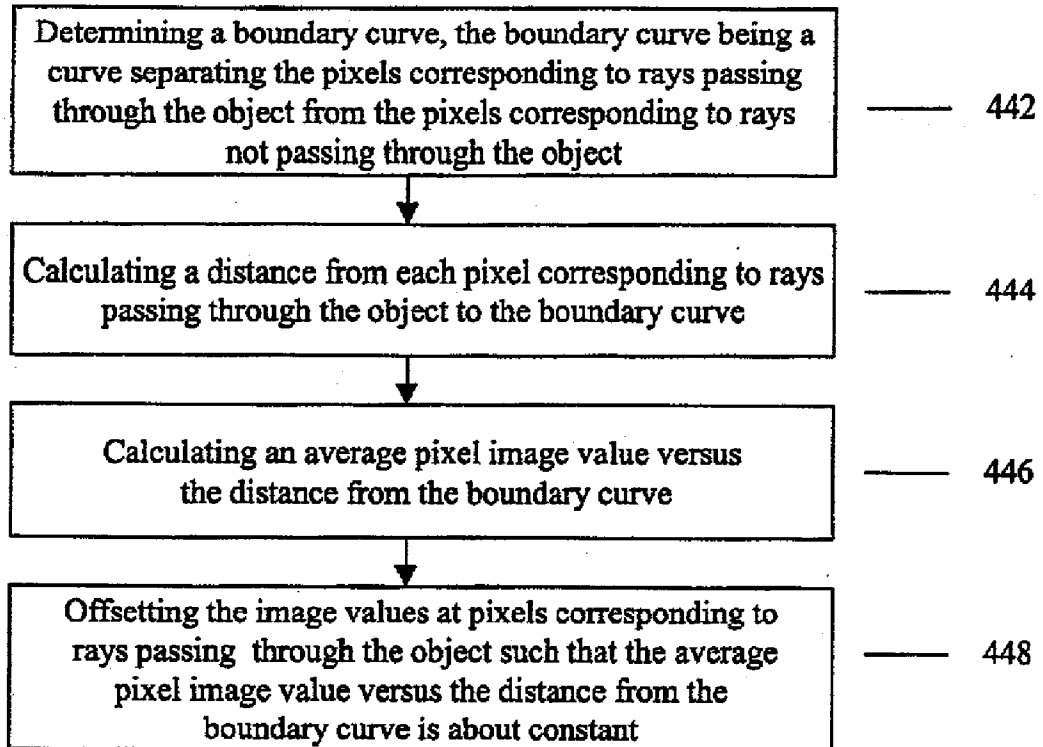 Determining a boundary curve, the boundary curve being a
curve separating the pixels corresponding to rays passing
through the object from the pixels corresponding to rays
not passing through the object
442
Calculating a distance from each pixel corresponding to rays
passing through the object to the boundary curve
444
Calculating an average pixel image value versus
the distance from the boundary curve
446
Offsetting the image values at pixels corresponding to
rays passing through the object such that the average
pixel image value versus the distance from the
boundary curve is about constant
448